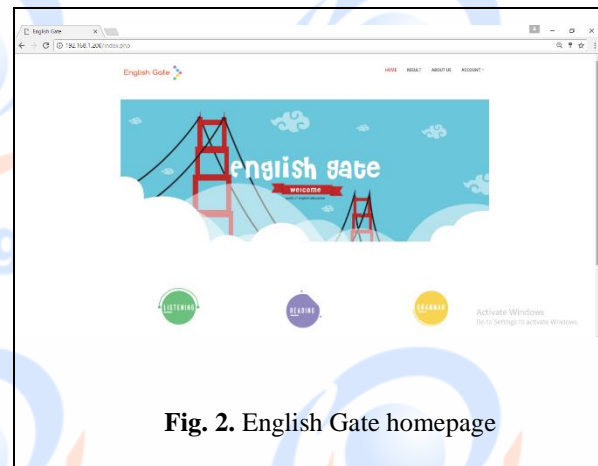 English Gate
192.168.1.200/index.php
English Gate
HOME RESULT ABOUT US ACCOUNT
english gate
welcome
LISTENING
READING
GRAMMAR
Activate Windows
Go to Settings to activate Windows.
Fig. 2. English Gate homepage